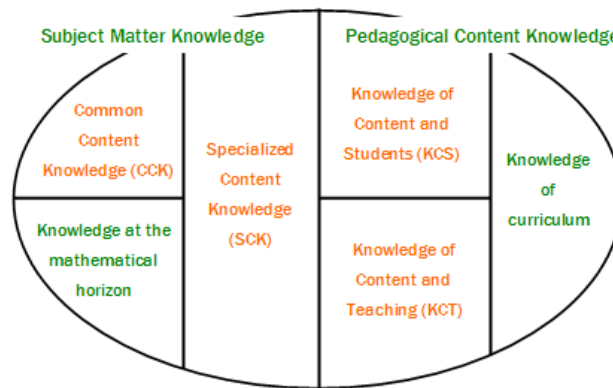 Subject Matter Knowledge
Pedagogical Content Knowledge
Common
Content
Knowledge (CCK)
Knowledge at the
mathematical
horizon
Specialized
Content
Knowledge
(SCK)
Knowledge of
Content and
Students (KCS)
Knowledge of
Content and
Teaching (KCT)
Knowledge
of
curriculum